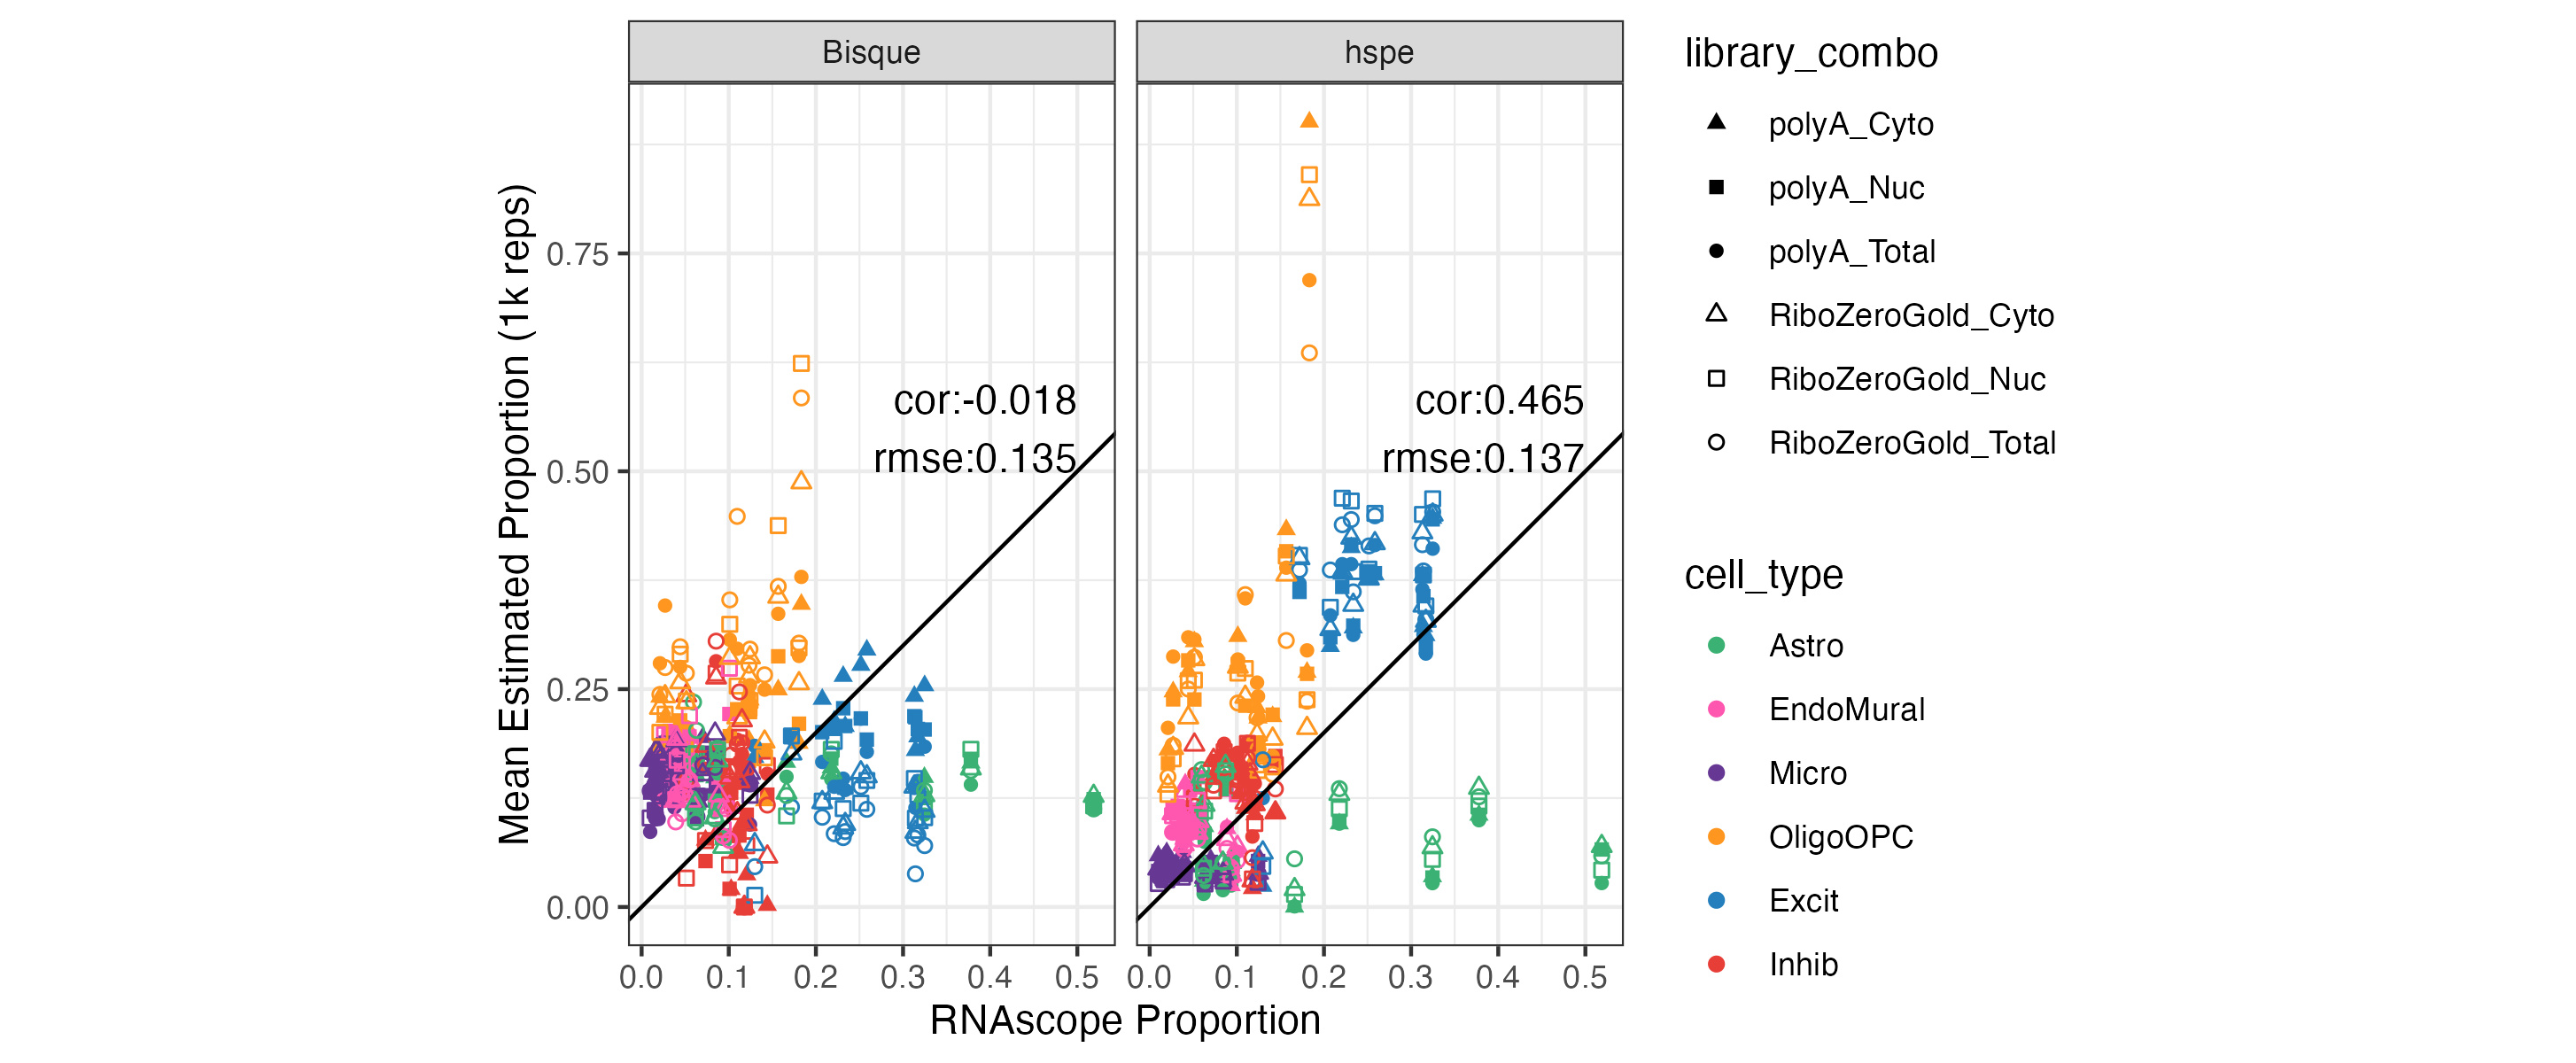 Bisque
hspe
Mean Estimated Proportion (1k reps)
0.75
0.50
0.25
0.00
cor:-0.018
rmse:0.135
cor:0.465
rmse:0.137
0.0 0.1 0.2 0.3 0.4 0.5
0.0 0.1 0.2 0.3 0.4 0.5
RNAscope Proportion
library_combo
polyA_Cyto
polyA_Nuc
polyA_Total
RiboZeroGold_Cyto
RiboZeroGold_Nuc
RiboZeroGold_Total
cell_type
Astro
EndoMural
Micro
OligoOPC
Excit
Inhib